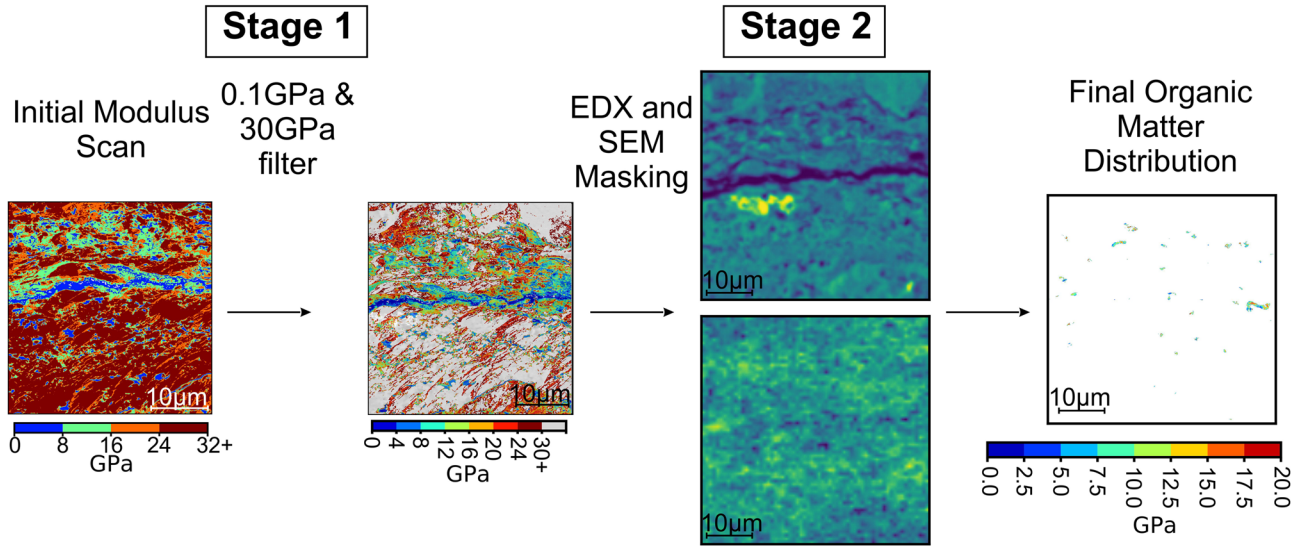 Stage 1
Stage 2
Initial Modulus
Scan
0.1GPa &
30GPa
filter
EDX and
SEM
Masking
Final Organic
Matter
Distribution
10μm
10μm
10μm
10μm
10μm
0 8 16 24 32+
GPa
0 4 8 12 16 20 24 30+
GPa
0.0 2.5 5.0 7.5 10.0 12.5 15.0 17.5 20.0
GPa